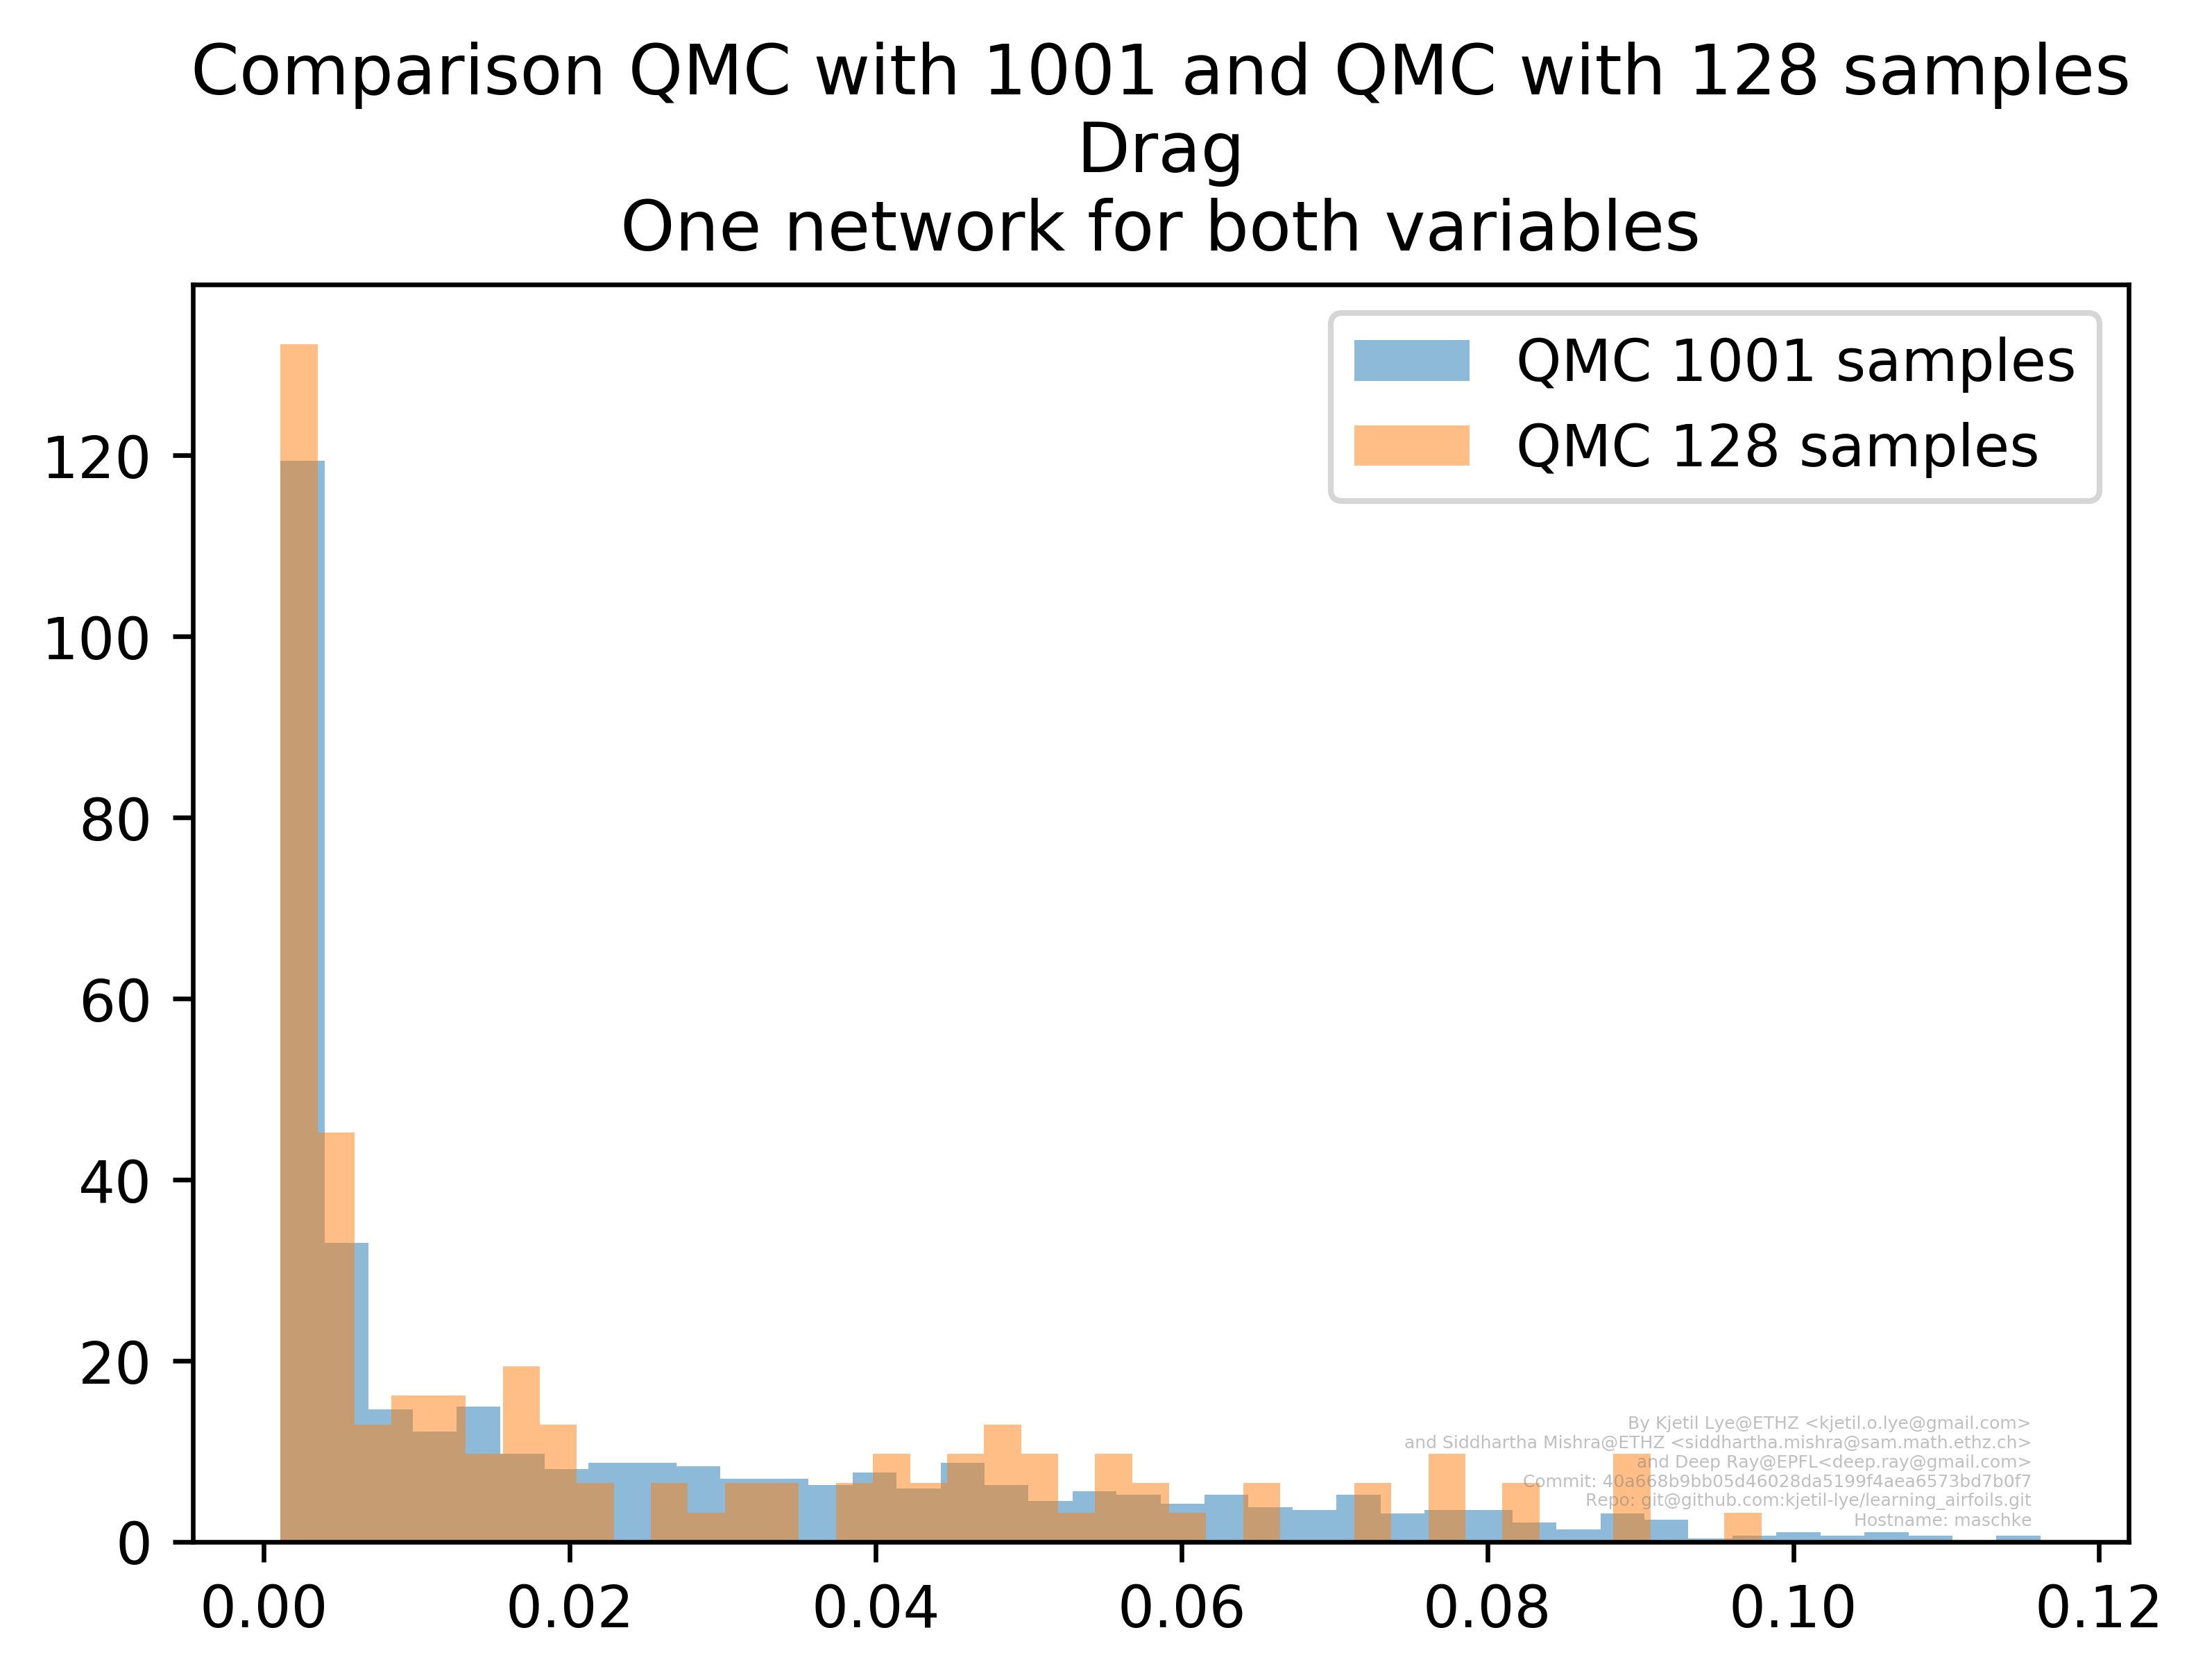 Comparison QMC with 1001 and QMC with 128 samples
Drag
One network for both variables
QMC 1001 samples
QMC 128 samples
120
100
80
60
40
20
0
By Kjetil Lye@ETHZ <kjetil.o.lye@gmail.com>
and Siddhartha Mishra@ETHZ <siddhartha.mishra@sam.math.ethz.ch>
and Deep Ray@EPFL<deep.ray@gmail.com>
Commit: 40a668b9bb05d46028da5199f4aea6573bd7b0f7
Repo: git@github.com:kjetil-lye/learning_airfoils.git
Hostname: maschke
0.00 0.02 0.04 0.06 0.08 0.10 0.12